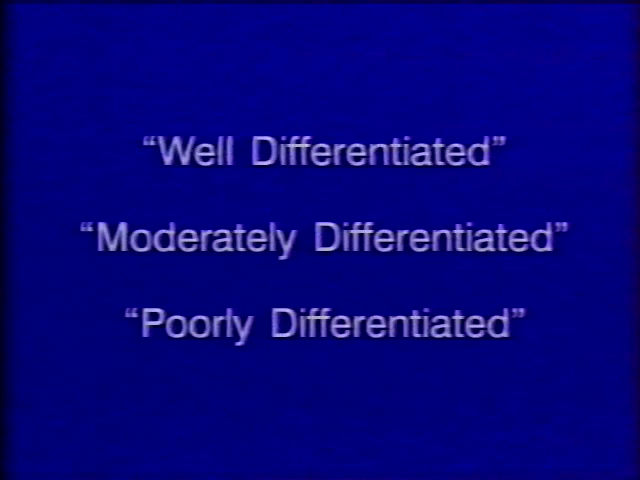 “Well Differentiated”
“Moderately Differentiated”
“Poorly Differentiated”